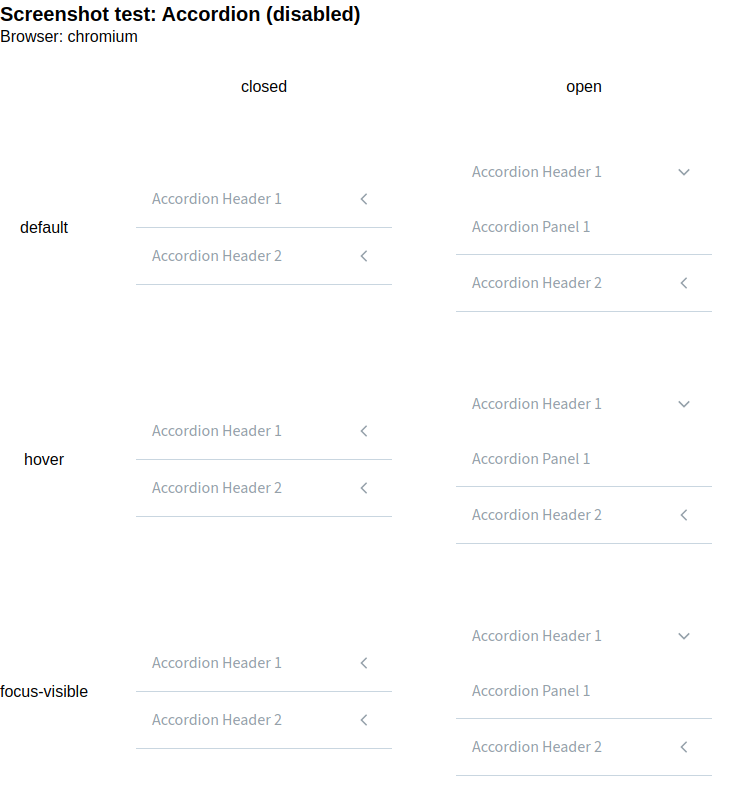 Screenshot test: Accordion (disabled)
Browser: chromium
closed
open
default
Accordion Header 1
Accordion Header 2
Accordion Header 1
Accordion Panel 1
Accordion Header 2
hover
Accordion Header 1
Accordion Header 2
Accordion Header 1
Accordion Panel 1
Accordion Header 2
focus-visible
Accordion Header 1
Accordion Header 2
Accordion Header 1
Accordion Panel 1
Accordion Header 2